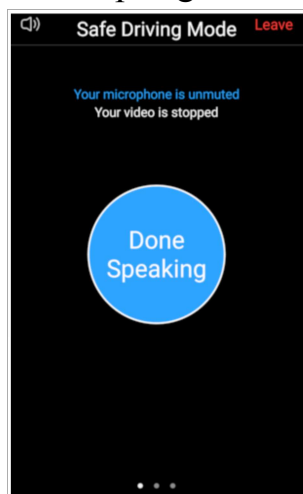 Safe Driving Mode Leave
Your microphone is unmuted
Your video is stopped
Done
Speaking